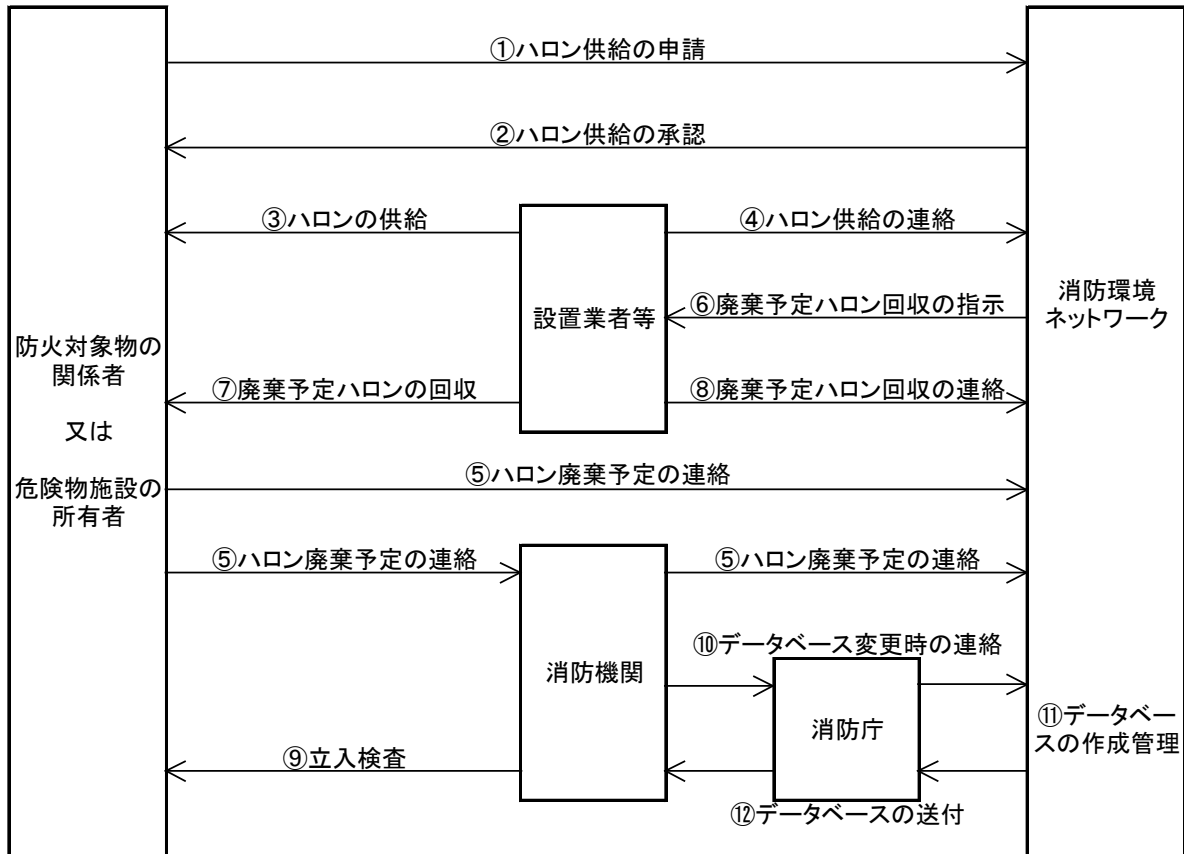 ①ハロン供給の申請
②ハロン供給の承認
③ハロンの供給
④ハロン供給の連絡
設置業者等
⑥廃棄予定ハロン回収の指示
消防環境
ネットワーク
防火対象物の
関係者
又は
危険物施設の
所有者
⑦廃棄予定ハロンの回収
⑧廃棄予定ハロン回収の連絡
⑤ハロン廃棄予定の連絡
⑤ハロン廃棄予定の連絡
⑤ハロン廃棄予定の連絡
消防機関
⑩データベース変更時の連絡
消防庁
⑪データベー
スの作成管理
⑨立入検査
⑫データベースの送付